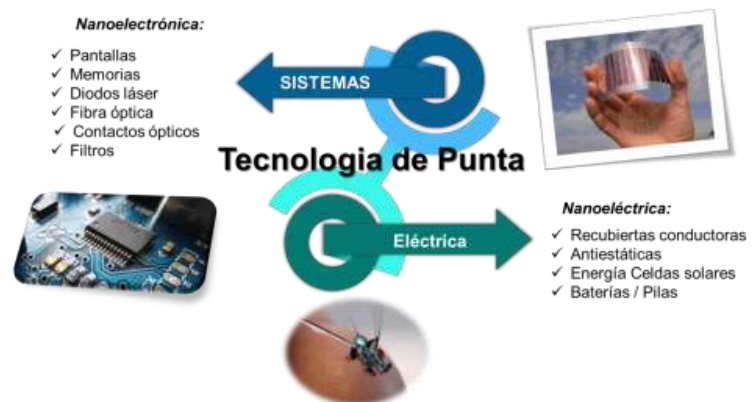 Nanoelectrónica:
✓ Pantallas
✓ Memorias
✓ Diodos láser
✓ Fibra óptica
✓ Contactos ópticos
✓ Filtros
SISTEMAS
Tecnologia de Punta
Eléctrica
Nanoeléctrica:
✓ Recubiertas conductoras
✓ Antiestáticas
✓ Energía Celdas solares
✓ Baterías / Pilas